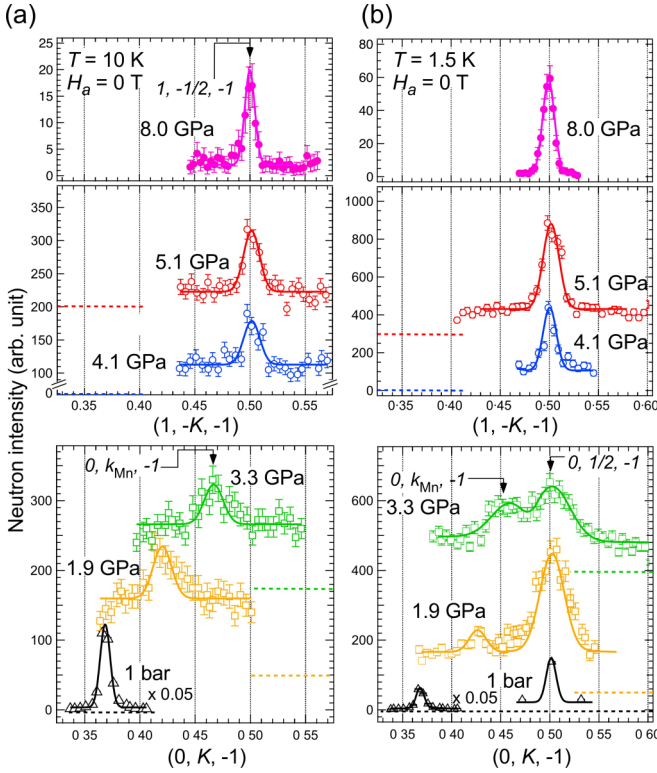 (a)
(b)
Neutron intensity (arb. unit)
T = 10 K
H_a = 0 T
1, -1/2, -1
8.0 GPa
25
20
15
10
5
0
350
300
250
200
150
100
0
5.1 GPa
4.1 GPa
0.35 0.40 0.45 0.50 0.55
(1, -K, -1)
0, k_Mn, -1
3.3 GPa
1.9 GPa
1 bar
x 0.05
300
200
100
0
0.35 0.40 0.45 0.50 0 55
(0, K, -1)
T = 1.5 K
H_a = 0 T
8.0 GPa
80
60
40
20
0
1000
800
600
400
200
0
5.1 GPa
4.1 GPa
0·35 0·40 0·45 0·50 0·55 0 60
(1, -K, -1)
0, k_Mn, -1
0, 1/2, -1
3.3 GPa
1.9 GPa
1 bar
x 0.05
600
400
200
0
0.35 0.40 0.45 0.50 0.55 0 60
(0, K, -1)